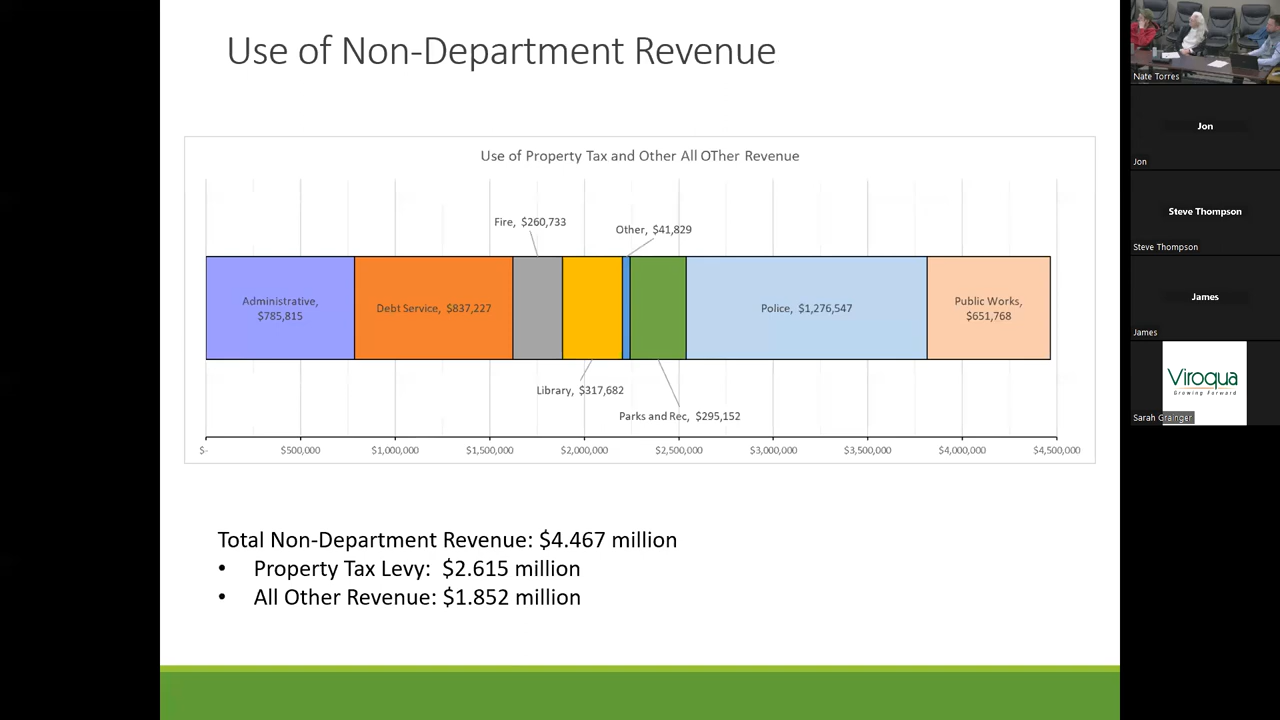 Use of Non-Department Revenue
Use of Property Tax and Other All OTher Revenue
Fire, $260,733
Other, $41,829
Administrative,
$785,815
Debt Service, $837,227
Police, $1,276,547
Public Works,
$651,768
Library, $317,682
Parks and Rec, $295,152
$-
$500,000
$1,000,000
$1,500,000
$2,000,000
$2,500,000
$3,000,000
$3,500,000
$4,000,000
$4,500,000
Total Non-Department Revenue: $4.467 million
• Property Tax Levy: $2.615 million
• All Other Revenue: $1.852 million
Nate Torres
Jon
Jon
Steve Thompson
Steve Thompson
James
James
Viroqua
Growing Forward
Sarah Grainger